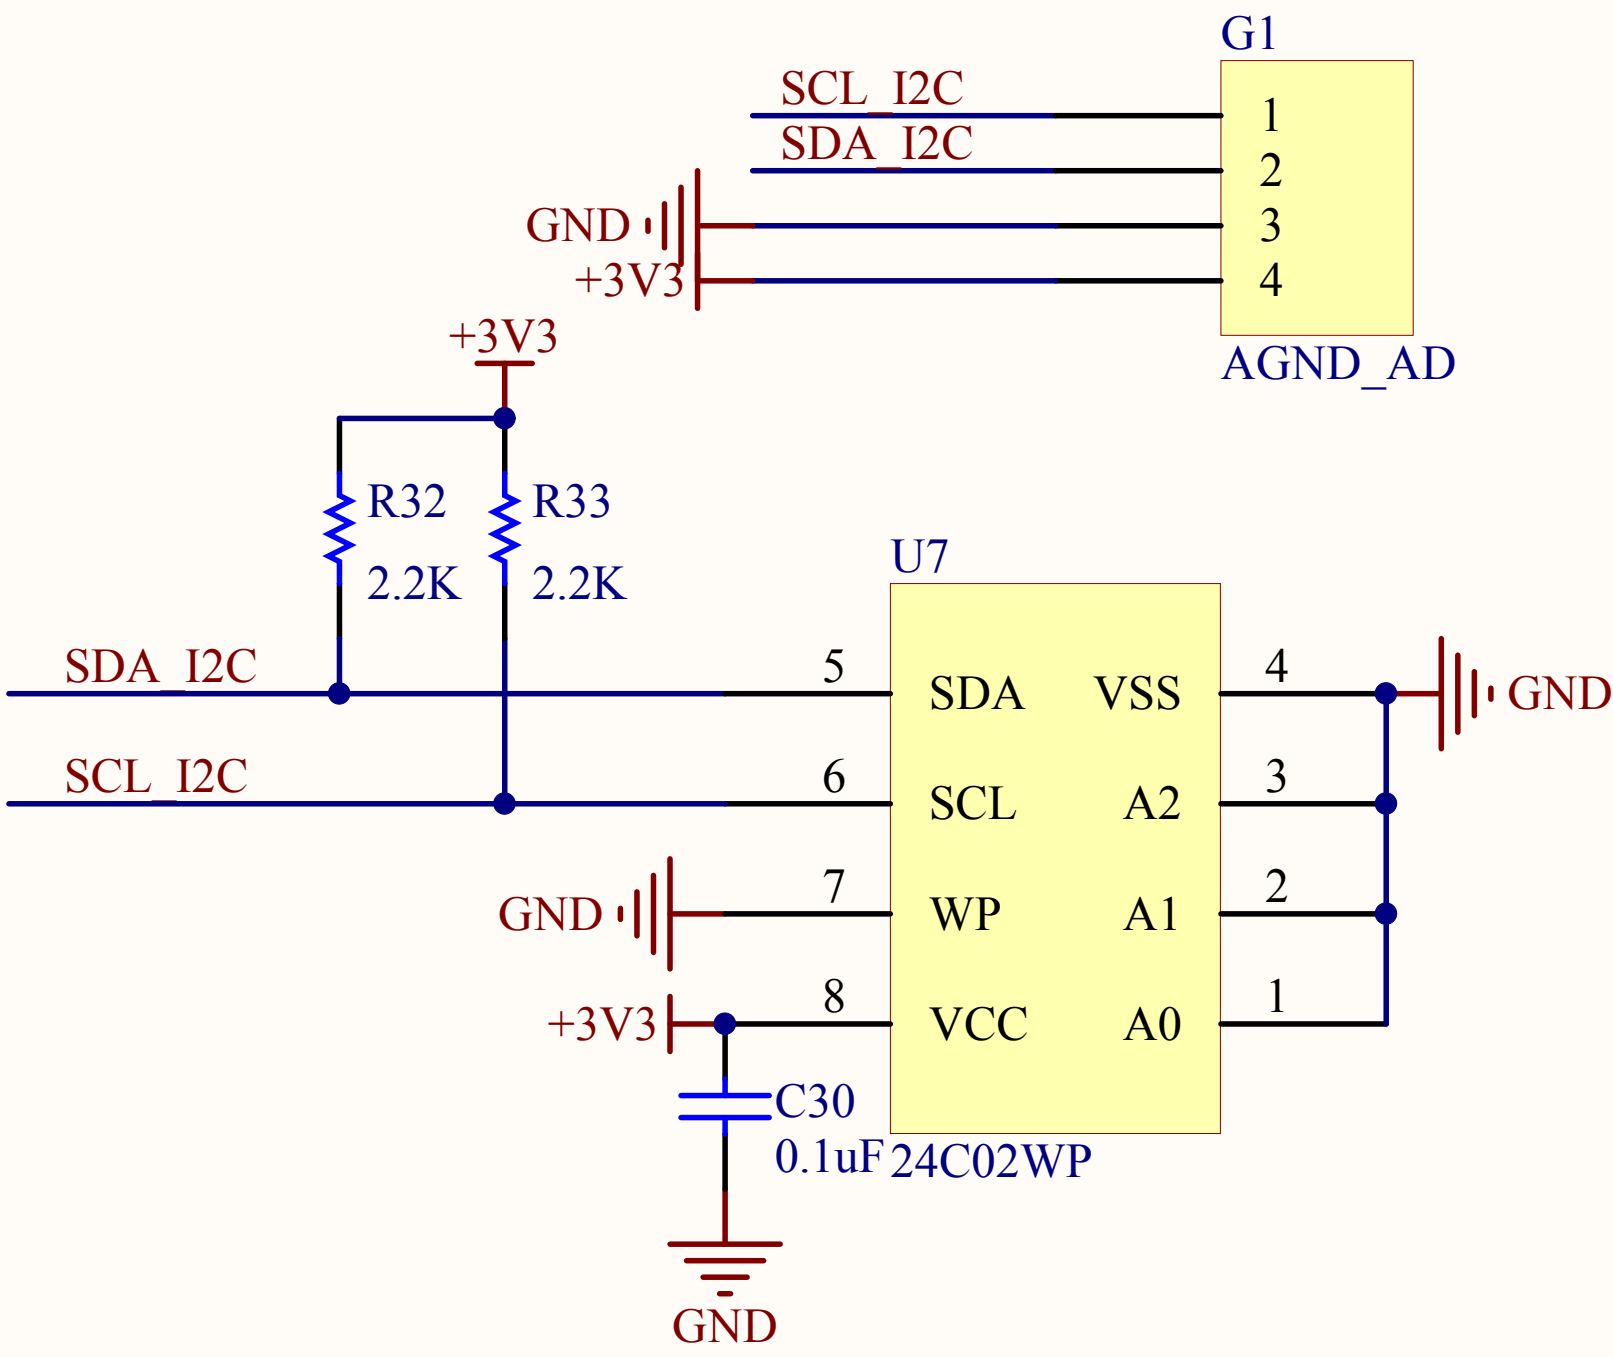 G1
SCL_I2C
1
SDA_I2C
2
GND
3
+3V3
4
AGND_AD
+3V3
R32
R33
2.2K
2.2K
U7
SDA_I2C
5
SDA
VSS
4
GND
SCL_I2C
6
SCL
A2
3
GND
7
WP
A1
2
+3V3
8
VCC
A0
1
C30
0.1uF
24C02WP
GND